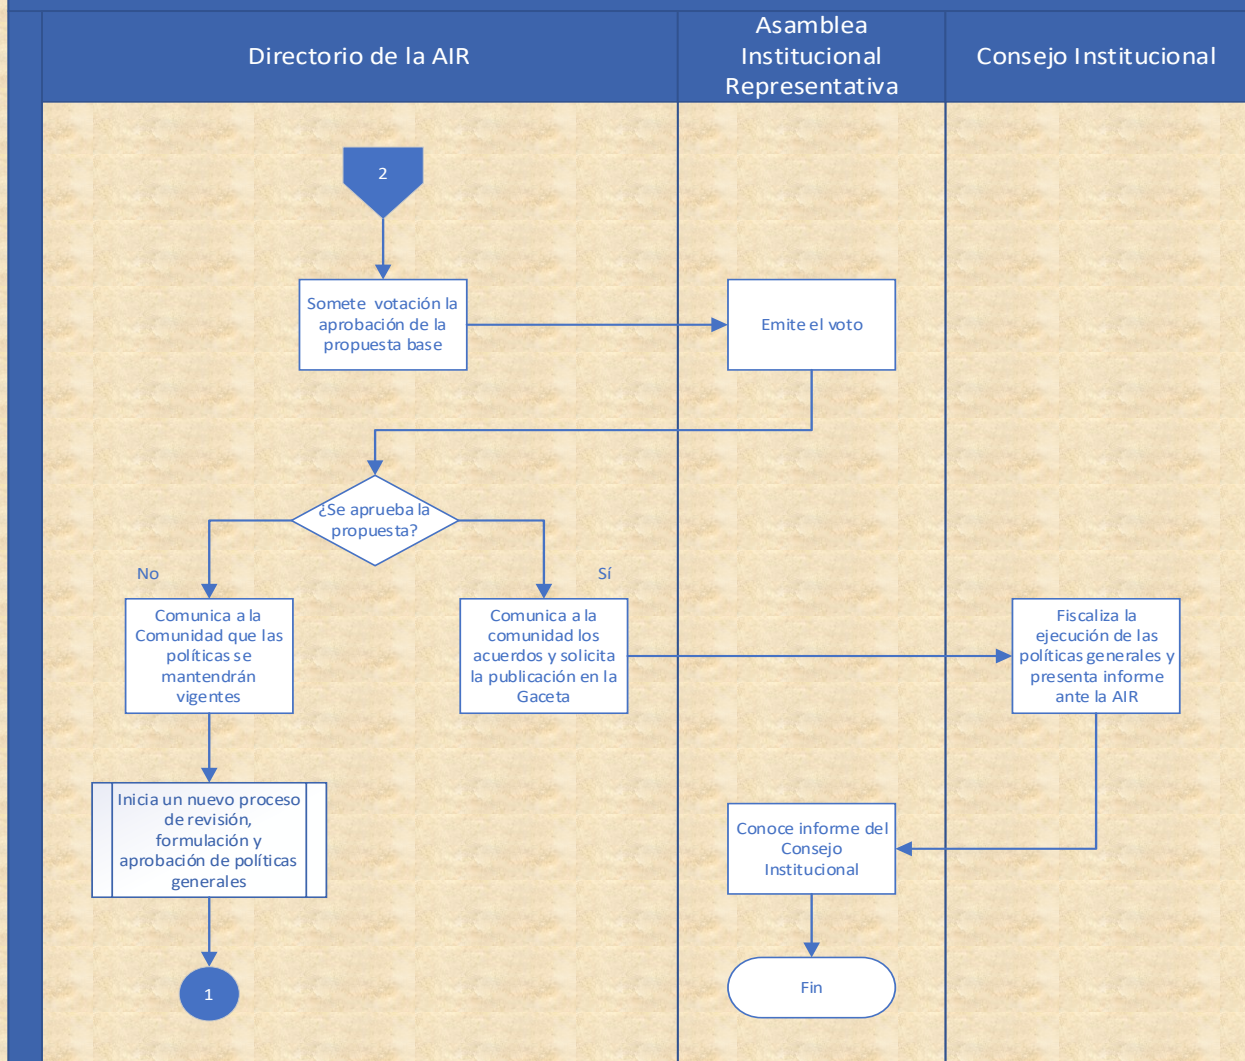 Directorio de la AIR
Asamblea
Institucional
Representativa
Consejo Institucional
2
Somete votación la
aprobación de la
propuesta base
Emite el voto
¿Se aprueba la
propuesta?
No
Sí
Comunica a la
Comunidad que las
políticas se
mantendrán
vigentes
Comunica a la
comunidad los
acuerdos y solicita
la publicación en la
Gaceta
Fiscaliza la
ejecución de las
políticas generales y
presenta informe
ante la AIR
Inicia un nuevo proceso
de revisión,
formulación y
aprobación de políticas
generales
Conoce informe del
Consejo
Institucional
1
Fin